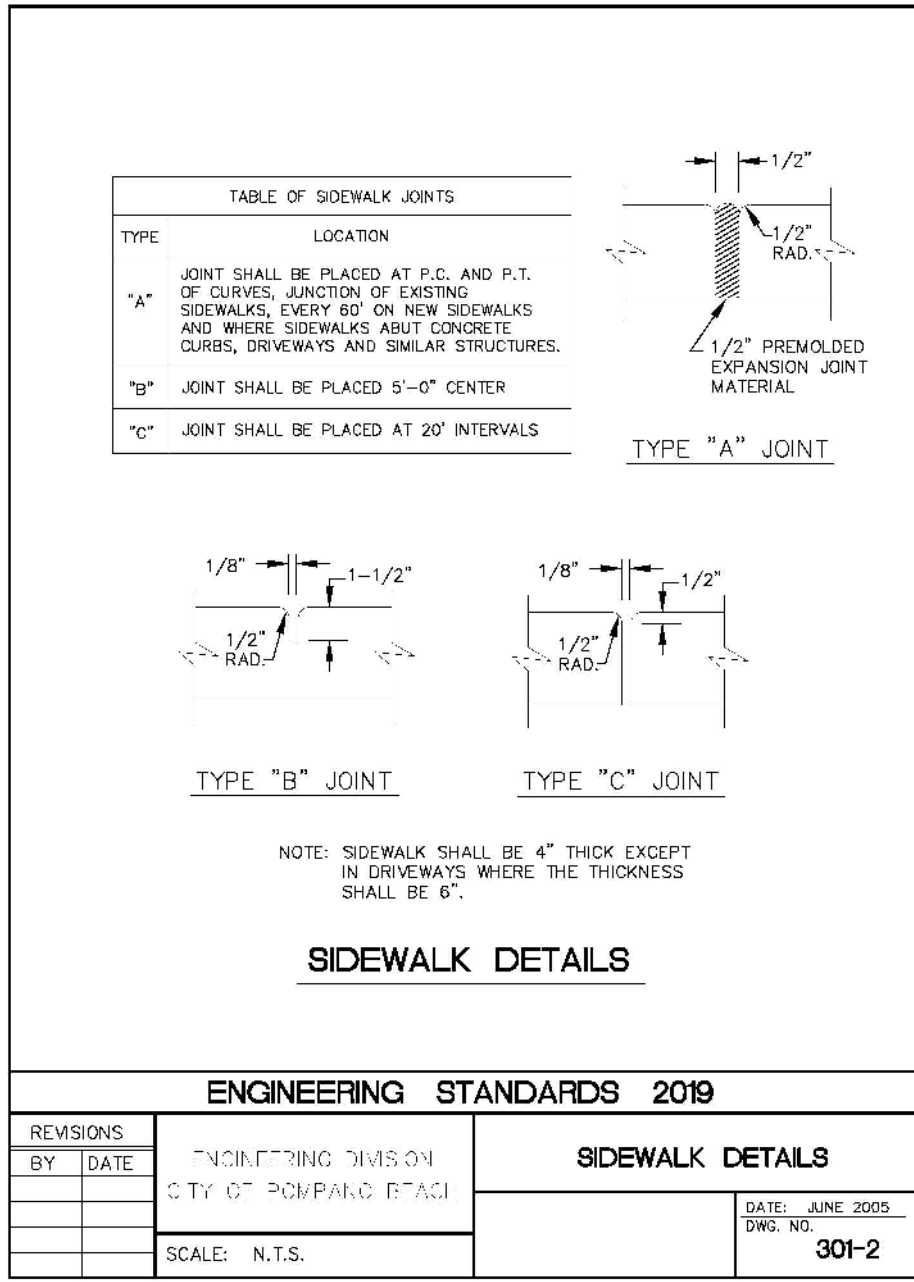 TABLE OF SIDEWALK JOINTS
TYPE LOCATION
"A" JOINT SHALL BE PLACED AT P.C. AND P.T.
OF CURVES, JUNCTION OF EXISTING
SIDEWALKS, EVERY 60' ON NEW SIDEWALKS
AND WHERE SIDEWALKS ABUT CONCRETE
CURBS, DRIVEWAYS AND SIMILAR STRUCTURES.
"B" JOINT SHALL BE PLACED 5'-0" CENTER
"C" JOINT SHALL BE PLACED AT 20' INTERVALS
1/2"
1/2"
RAD.
1/2" PREMOLDED
EXPANSION JOINT
MATERIAL
TYPE "A" JOINT
1/8"
1-1/2"
1/2"
RAD.
TYPE "B" JOINT
1/8"
1/2"
1/2"
RAD.
TYPE "C" JOINT
NOTE: SIDEWALK SHALL BE 4" THICK EXCEPT
IN DRIVEWAYS WHERE THE THICKNESS
SHALL BE 6".
SIDEWALK DETAILS
ENGINEERING STANDARDS 2019
REVISIONS
BY DATE
ENGINEERING DIVISION
CITY OF POMPANO BEACH
SCALE: N.T.S.
SIDEWALK DETAILS
DATE: JUNE 2005
DWG. NO.
301-2